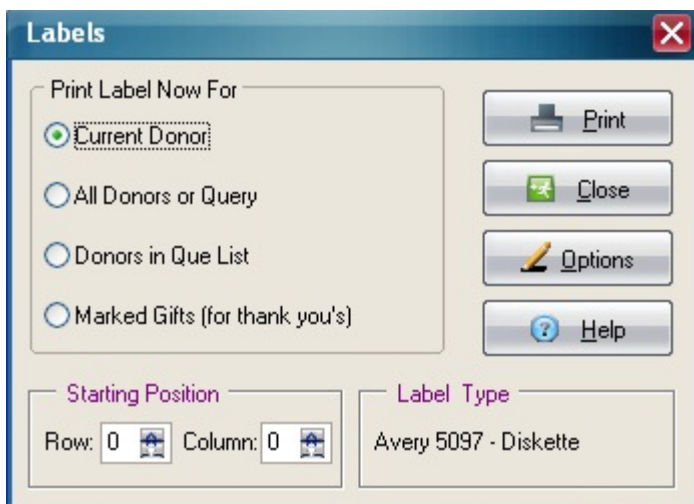 Labels
Print Label Now For
Current Donor
All Donors or Query
Donors in Que List
Marked Gifts (for thank you's)
Print
Close
Options
Help
Starting Position
Row: 0 Column: 0
Label Type
Avery 5097 - Diskette